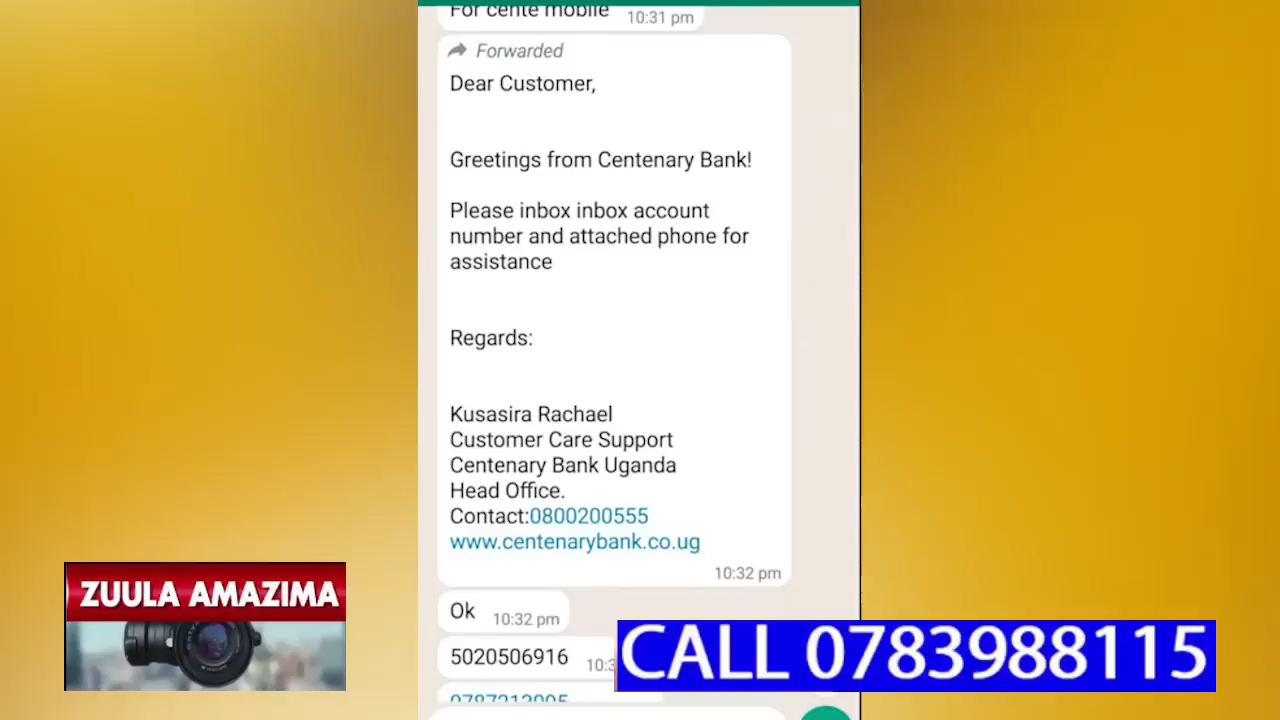 For cente mobile 10:31 pm
Forwarded
Dear Customer,
Greetings from Centenary Bank!
Please inbox inbox account
number and attached phone for
assistance
Regards:
Kusasira Rachael
Customer Care Support
Centenary Bank Uganda
Head Office.
Contact:0800200555
www.centenarybank.co.ug
10:32 pm
Ok 10:32 pm
5020506916
ZUULA AMAZIMA
CALL 0783988115